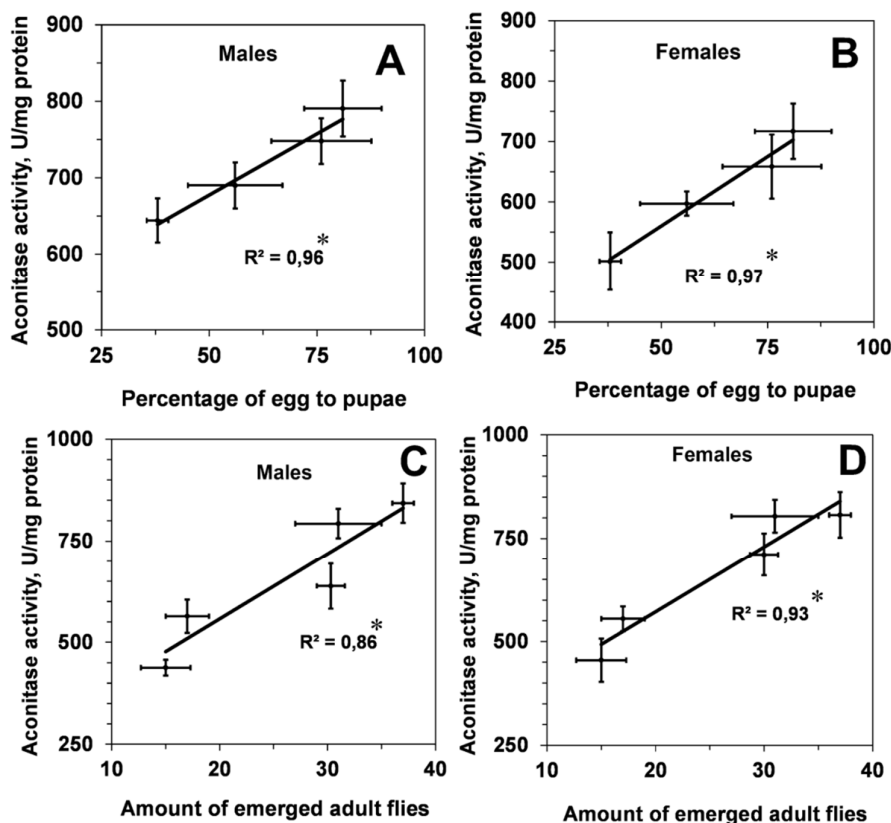 Males
A
Aconitase activity, U/mg protein
900
800
700
600
500
R² = 0,96*
25
50
75
100
Percentage of egg to pupae
Females
B
Aconitase activity, U/mg protein
900
800
700
600
500
400
R² = 0,97*
25
50
75
100
Percentage of egg to pupae
Males
C
Aconitase activity, U/mg protein
1000
750
500
250
R² = 0,86*
10
20
30
40
Amount of emerged adult flies
Females
D
Aconitase activity, U/mg protein
1000
750
500
250
R² = 0,93*
10
20
30
40
Amount of emerged adult flies